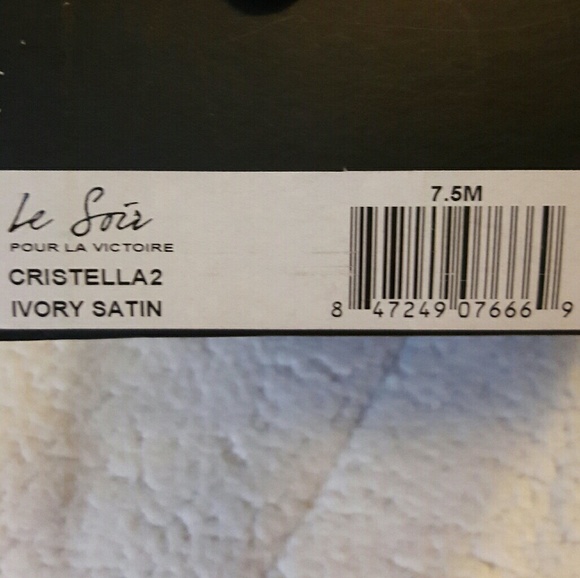 Le Soir
POUR LA VICTOIRE
CRISTELLA2
IVORY SATIN
7.5M
8 47249 07666 9